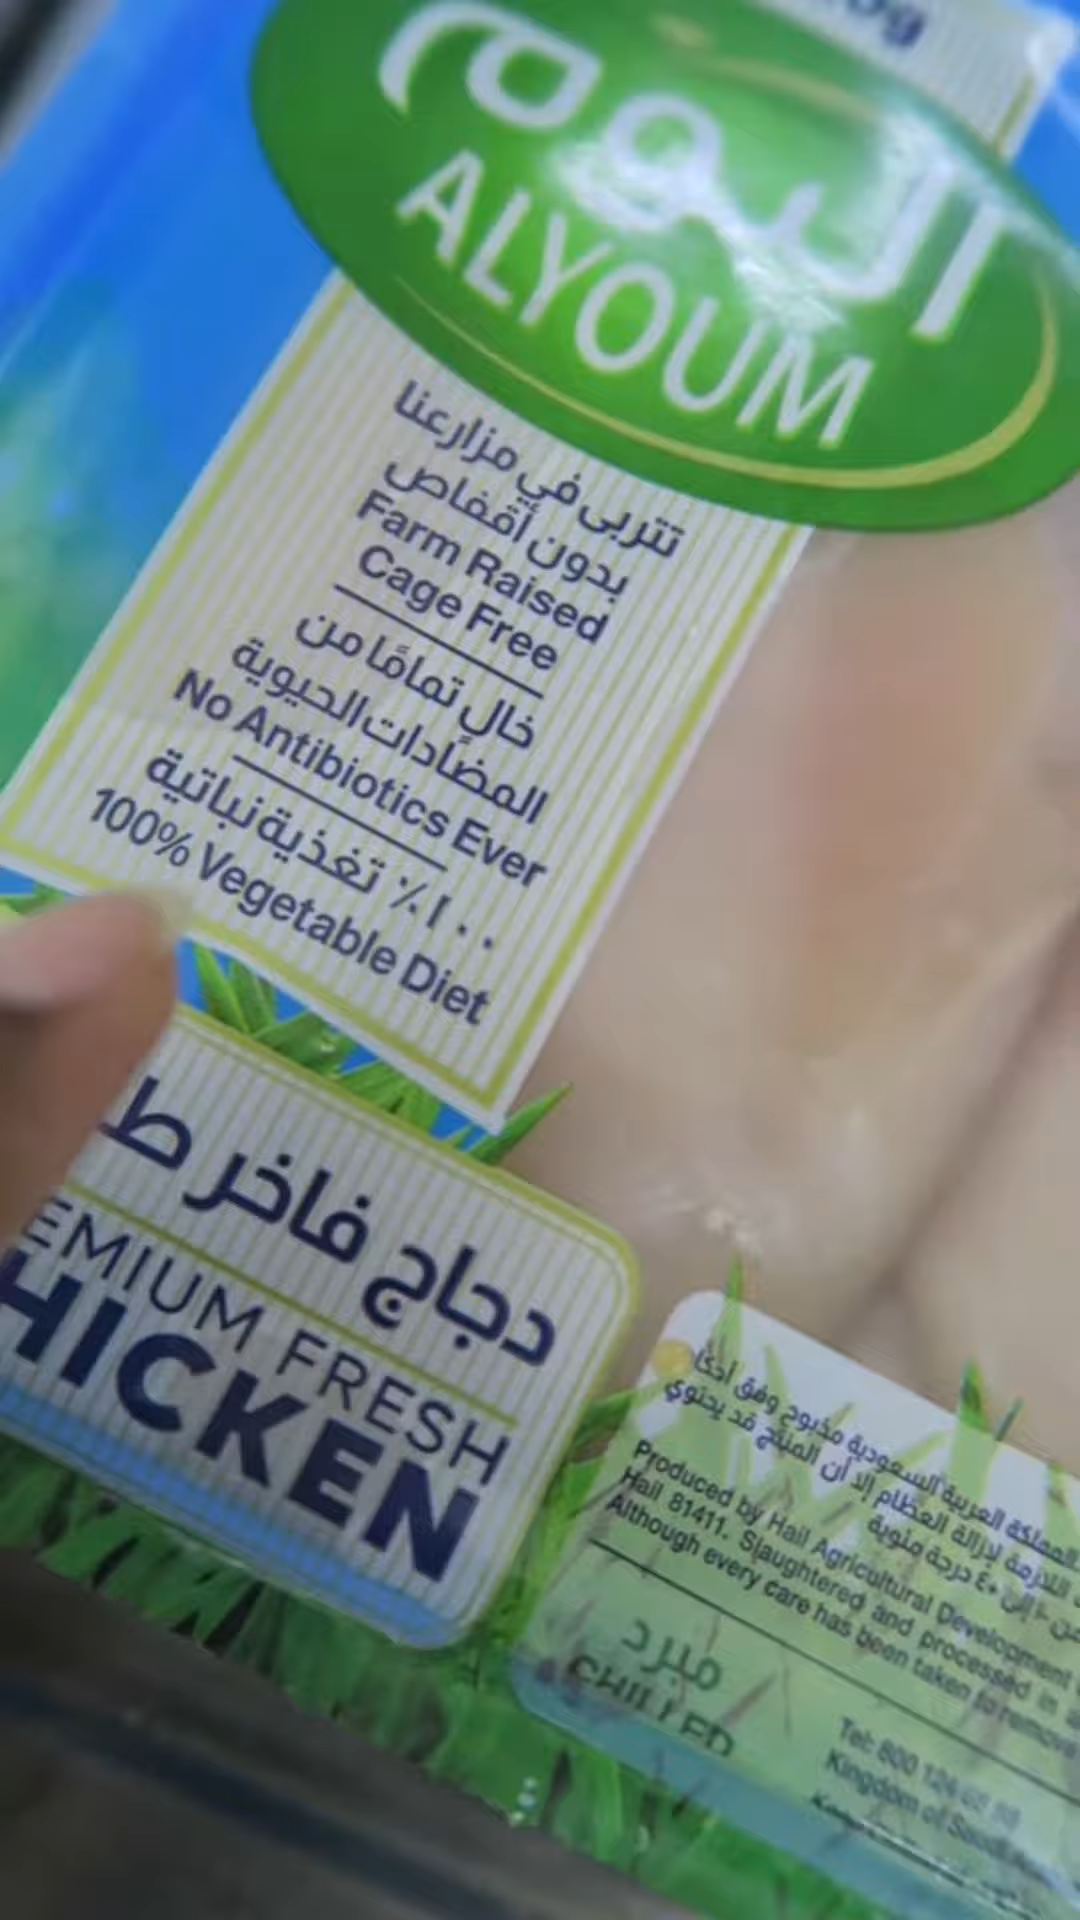 اليوم
ALYOUM
تتربى في مزارعنا
بدون أقفاص
Farm Raised
Cage Free
خالٍ تمامًا من
المضادات الحيوية
No Antibiotics Ever
١٠٠٪ تغذية نباتية
100% Vegetable Diet
دجاج فاخر ط
EMIUM FRESH
HICKEN
المملكة العربية السعودية مذبوح وفق
اللازمة لإزالة العظام إلا أن المنتج قد يحتوي
٤٠ درجة مئوية
Produced by Hail Agricultural Development
Hail 81411. Slaughtered and processed in
Although every care has been taken to remove
مبرد
CHILLED
Tel: 800 124
Kingdom of Saudi